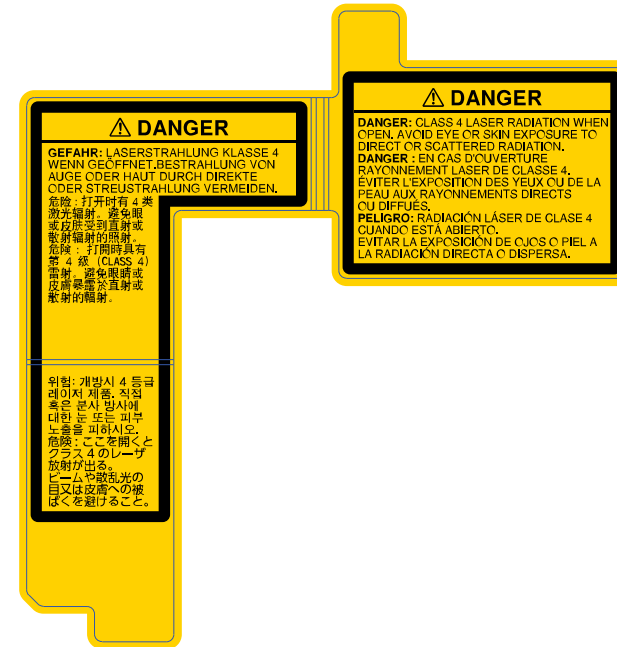 ⚠ DANGER
GEFAHR: LASERSTRAHLUNG KLASSE 4
WENN GEÖFFNET.BESTRAHLUNG VON
AUGE ODER HAUT DURCH DIREKTE
ODER STREUSTRAHLUNG VERMEIDEN.
危险：打开时有 4 类
激光辐射。避免眼
或皮肤受到直射或
散射辐射的照射。
危険： 打開時具有
第 4 級 (CLASS 4)
雷射。避免眼睛或
皮膚暴露於直射或
散射的輻射。
위험: 개방시 4 등급
레이저 제품. 직접
혹은 분사 방사에
대한 눈 또는 피부
노출을 피하시오.
危険：ここを開くと
クラス 4 のレーザ
放射が出る。
ビームや散乱光の
目又は皮膚への被
ばくを避けること。
⚠ DANGER
DANGER: CLASS 4 LASER RADIATION WHEN
OPEN. AVOID EYE OR SKIN EXPOSURE TO
DIRECT OR SCATTERED RADIATION.
DANGER : EN CAS D'OUVERTURE
RAYONNEMENT LASER DE CLASSE 4.
ÉVITER L'EXPOSITION DES YEUX OU DE LA
PEAU AUX RAYONNEMENTS DIRECTS
OU DIFFUÉS.
PELIGRO: RADIACIÓN LÁSER DE CLASE 4
CUANDO ESTÁ ABIERTO.
EVITAR LA EXPOSICIÓN DE OJOS O PIEL A
LA RADIACIÓN DIRECTA O DISPERSA.